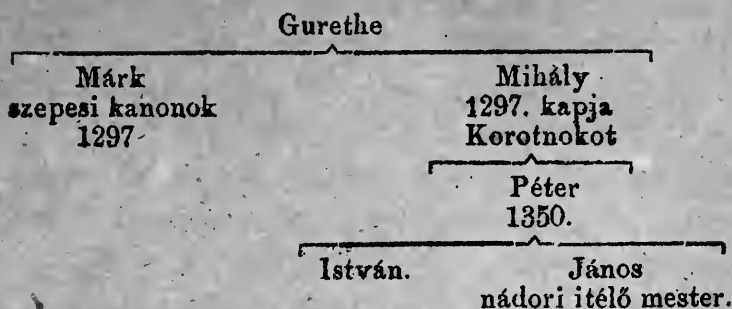 Gurethe
Márk Mihály
szepesi kanonok 1297. kapja
1297 Korotnokot
Péter
1350.
István. János
nádori itélő mester.